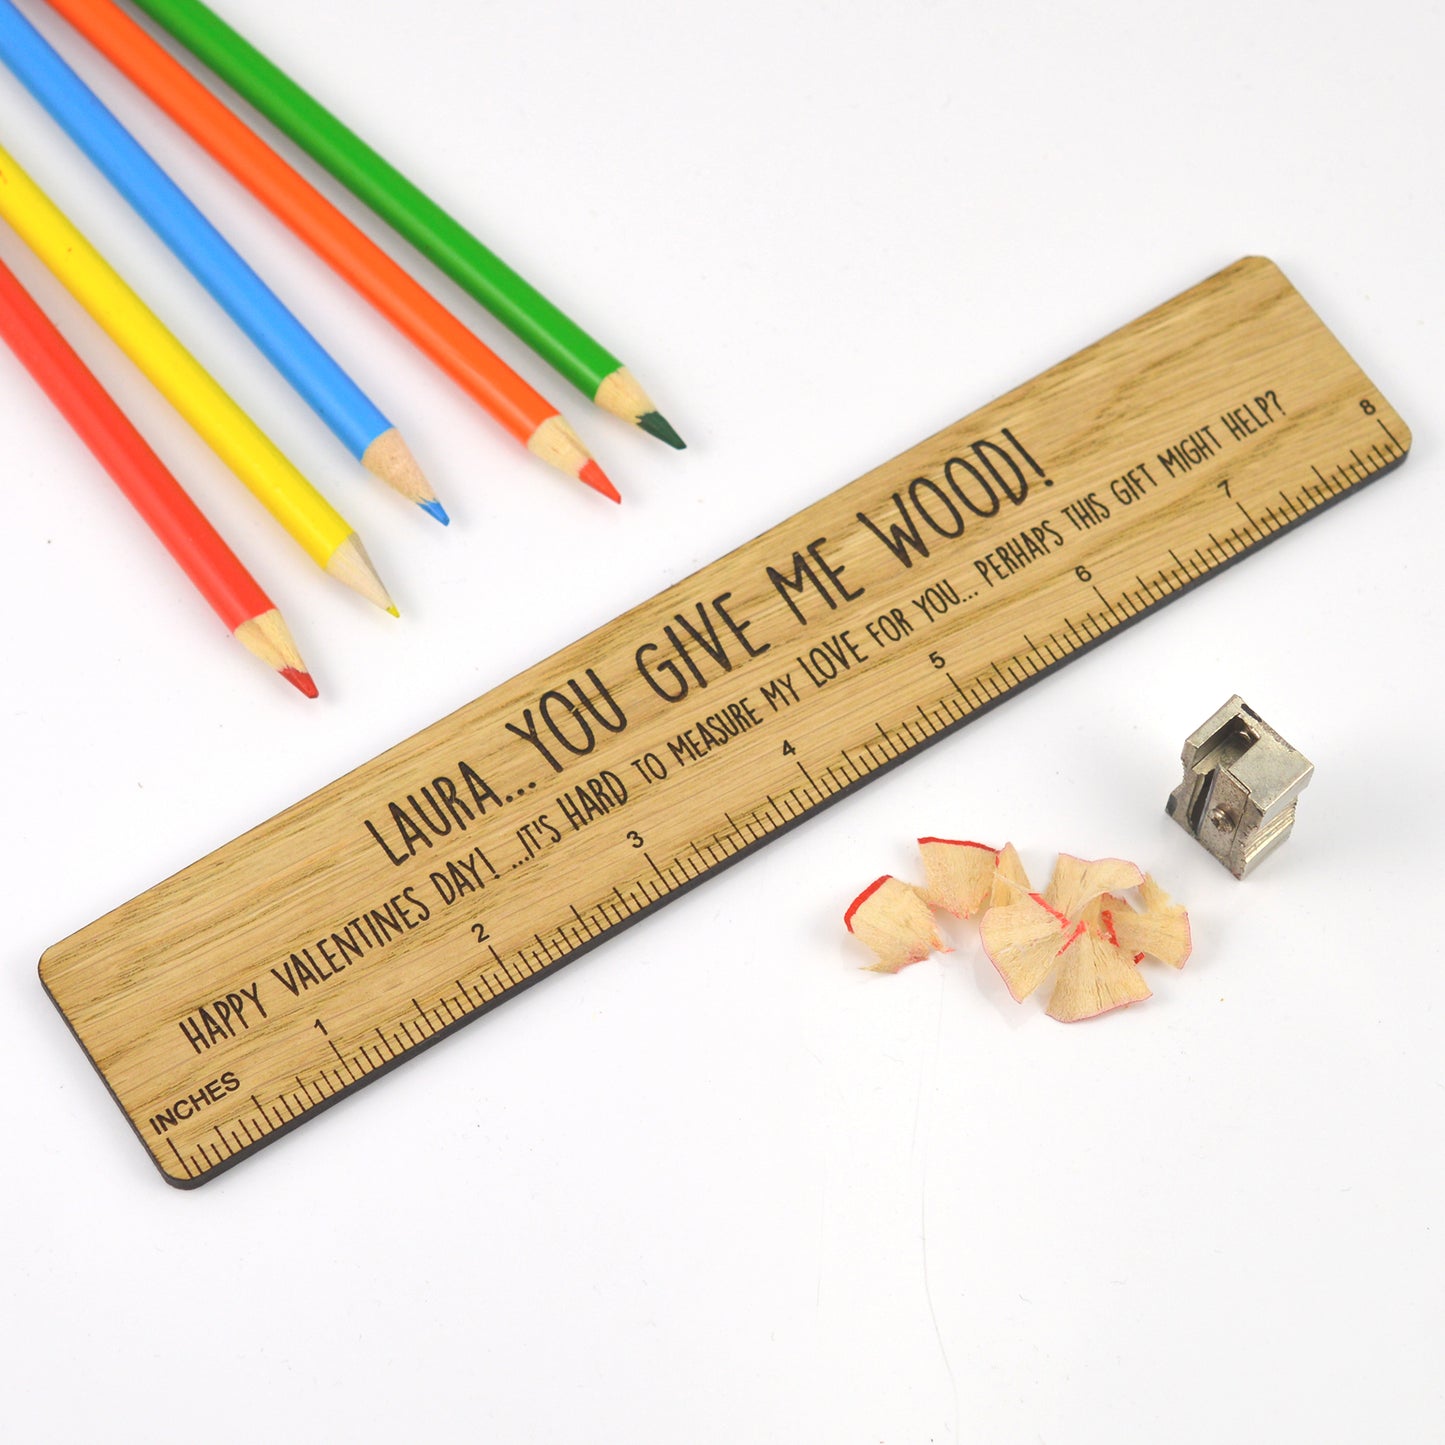 LAURA... YOU GIVE ME WOOD!
HAPPY VALENTINES DAY! ...IT'S HARD TO MEASURE MY LOVE FOR YOU... PERHAPS THIS GIFT MIGHT HELP?
INCHES 1 2 3 4 5 6 7 8